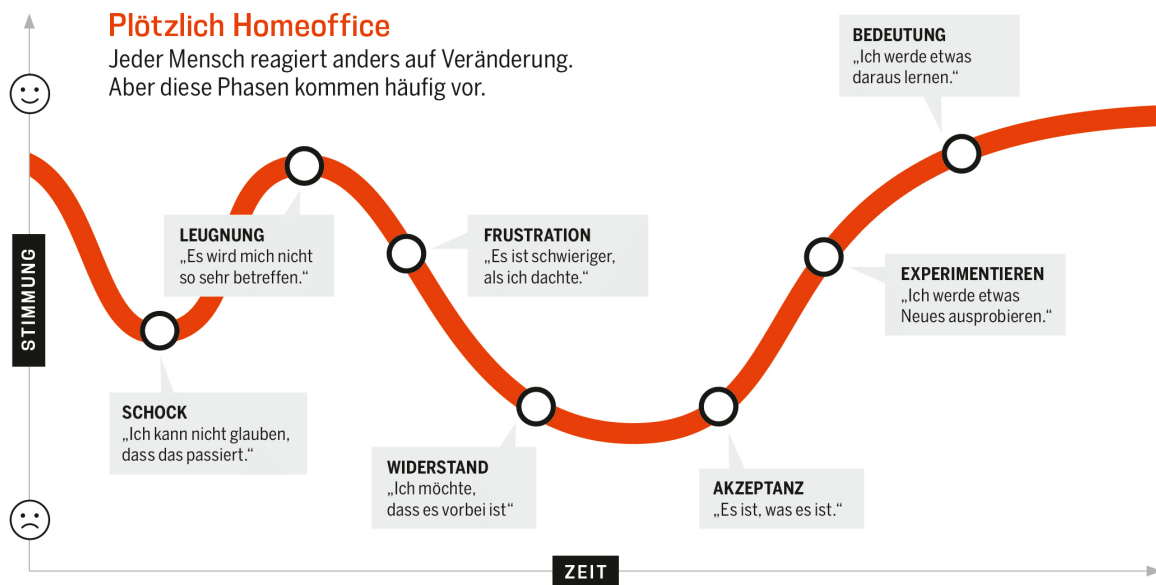 Plötzlich Homeoffice
Jeder Mensch reagiert anders auf Veränderung.
Aber diese Phasen kommen häufig vor.
BEDEUTUNG
„Ich werde etwas
daraus lernen.“
LEUGNUNG
„Es wird mich nicht
so sehr betreffen.“
FRUSTRATION
„Es ist schwieriger,
als ich dachte.“
EXPERIMENTIEREN
„Ich werde etwas
Neues ausprobieren.“
STIMMUNG
SCHOCK
„Ich kann nicht glauben,
dass das passiert.“
WIDERSTAND
„Ich möchte,
dass es vorbei ist“
AKZEPTANZ
„Es ist, was es ist.“
ZEIT